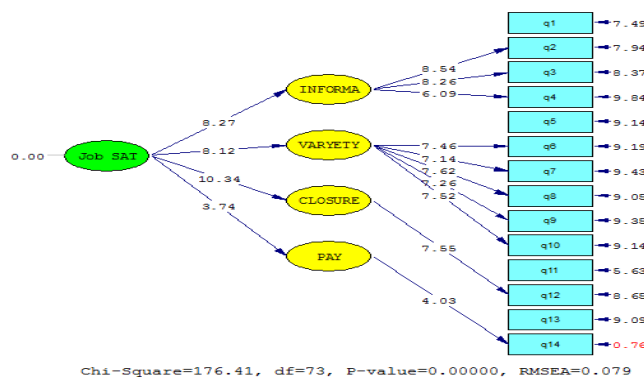 q1 7.49
q2 7.94
8.54
q3 8.37
8.26
INFORMA
6.09
q4 9.84
8.27
q5 9.14
7.46
q6 9.19
0.00 Job SAT
8.12
VARYETY
7.14
q7 9.43
7.62
10.34
7.26
q8 9.05
3.74
CLOSURE
7.52
q9 9.35
q10 9.14
7.55
PAY
q11 5.63
q12 8.65
4.03
q13 9.09
q14 0.76
Chi-Square=176.41, df=73, P-value=0.00000, RMSEA=0.079